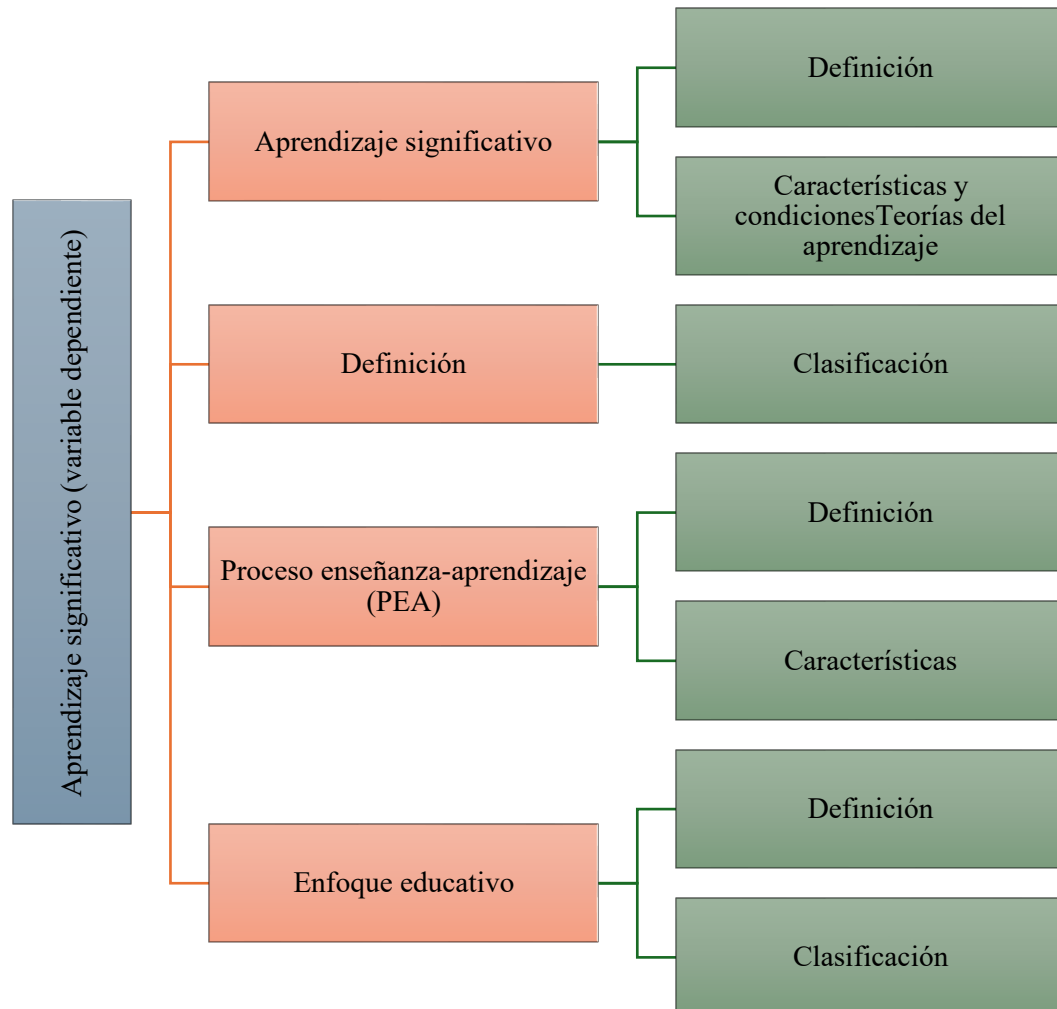 Aprendizaje significativo (variable dependiente)
Aprendizaje significativo
Definición
Características y
condicionesTeorías del
aprendizaje
Definición
Clasificación
Proceso enseñanza-aprendizaje
(PEA)
Definición
Características
Enfoque educativo
Definición
Clasificación